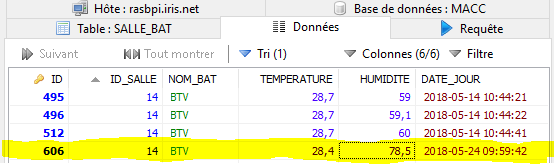 Hôte : rasbpi.iris.net Base de données : MACC
Table : SALLE_BAT Données Requête
Suivant Tout montrer Tri (1) Colonnes (6/6) Filtre
ID ID_SALLE NOM_BAT TEMPERATURE HUMIDITE DATE_JOUR
495 14 BTV 28,7 59 2018-05-14 10:44:21
496 14 BTV 28,7 59,1 2018-05-14 10:44:22
512 14 BTV 28,7 60 2018-05-14 10:44:41
606 14 BTV 28,4 78,5 2018-05-24 09:59:42